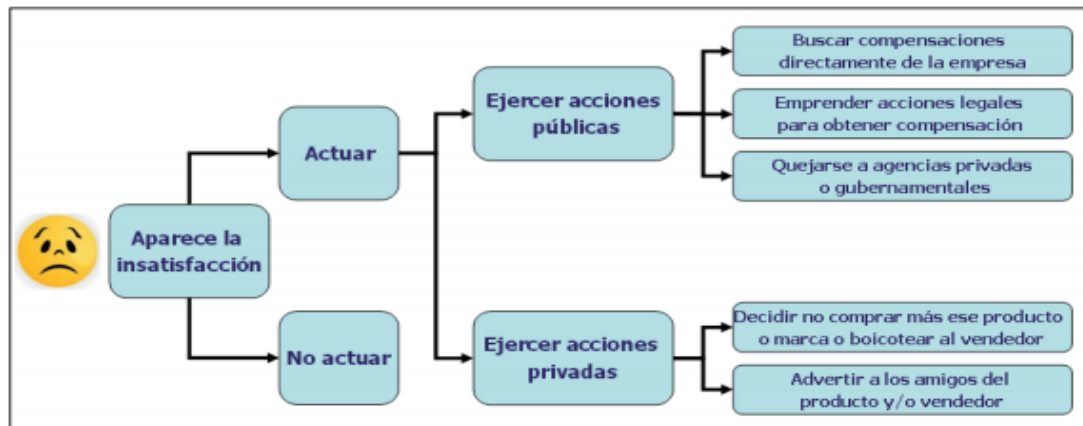 Buscar compensaciones
directamente de la empresa
Ejercer acciones
públicas
Emprender acciones legales
para obtener compensación
Actuar
Quejarse a agencias privadas
o gubernamentales
Aparece la
insatisfacción
Decidir no comprar más ese producto
o marca o boicotear al vendedor
No actuar
Ejercer acciones
privadas
Advertir a los amigos del
producto y/o vendedor